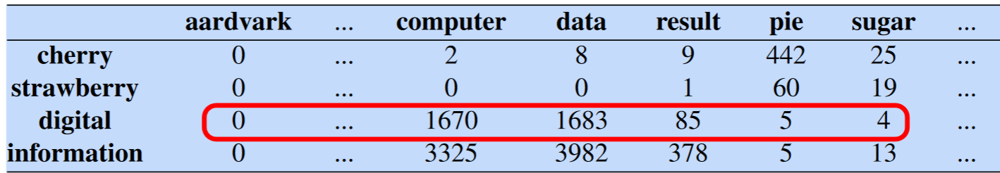 aardvark ... computer data result pie sugar ...
cherry 0 ... 2 8 9 442 25 ...
strawberry 0 ... 0 0 1 60 19 ...
digital 0 ... 1670 1683 85 5 4 ...
information 0 ... 3325 3982 378 5 13 ...